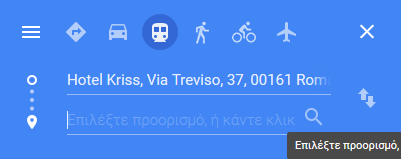 Hotel Kriss, Via Treviso, 37, 00161 Rom
Επιλέξτε προορισμό, ή κάντε κλικ
Επιλέξτε προορισμό,